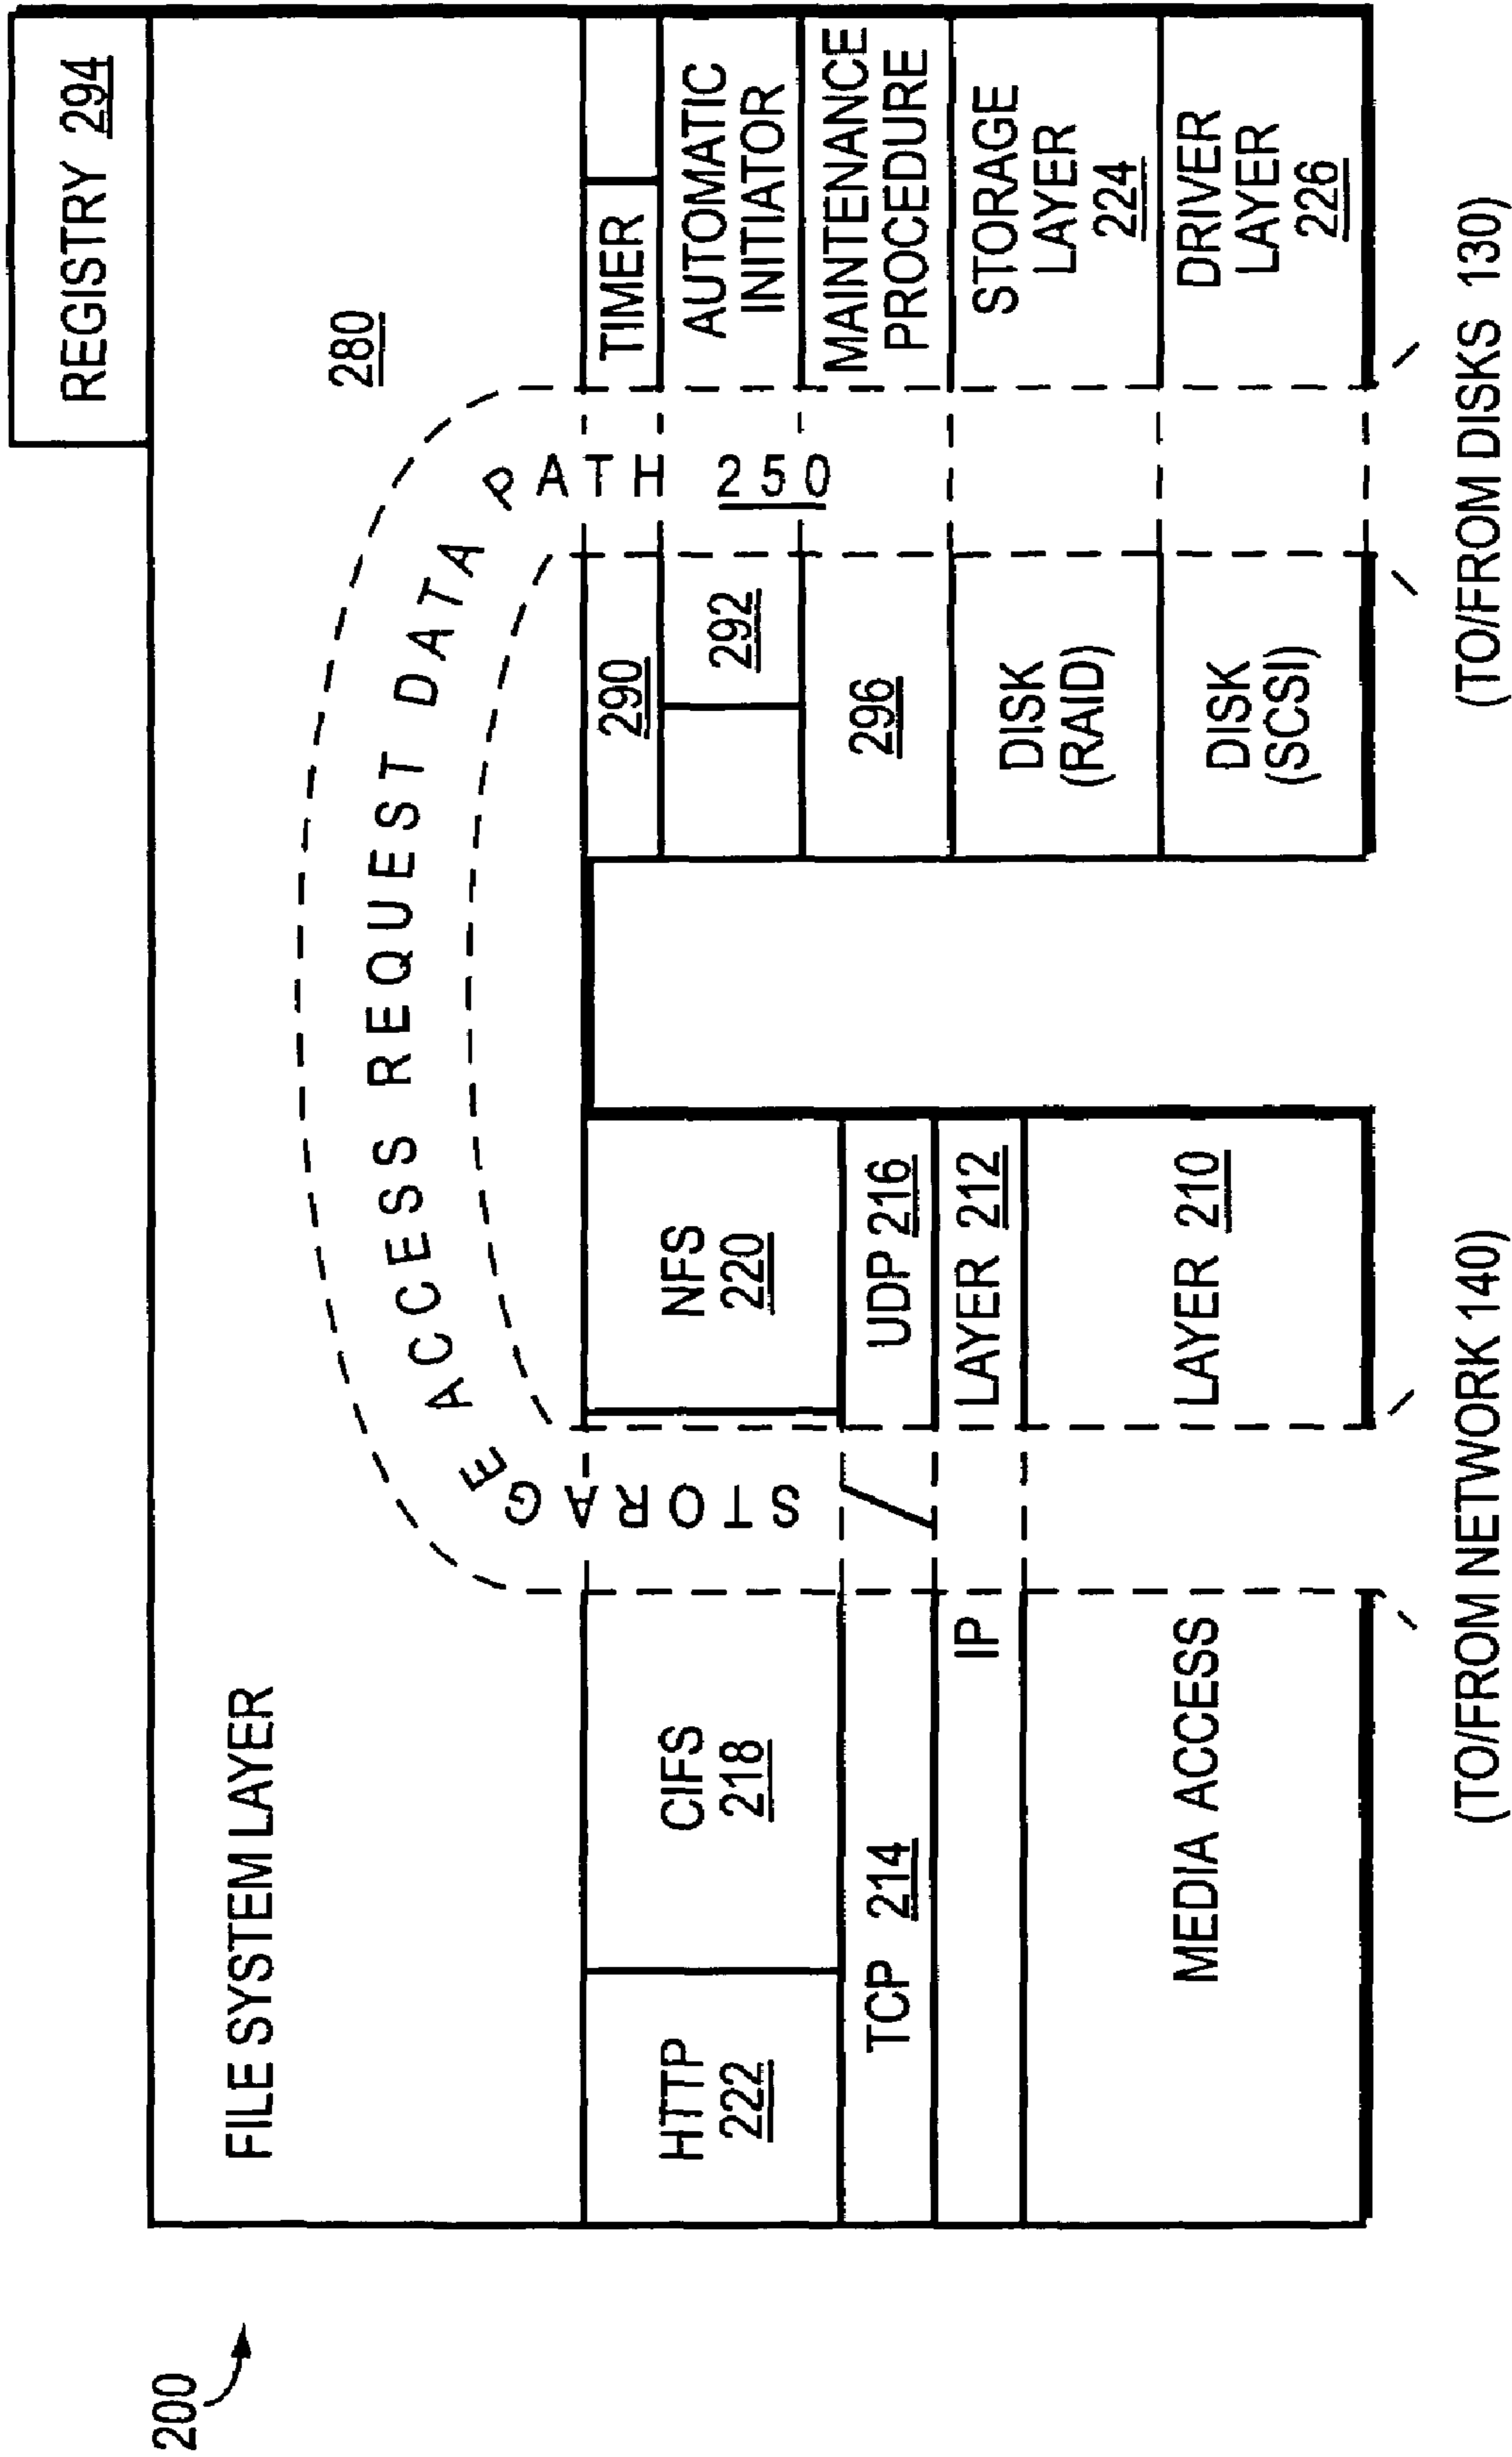 200
REGISTRY 294
FILE SYSTEM LAYER
280
STORAGE ACCESS REQUEST DATA PATH 250
HTTP
222
CIFS
218
NFS
220
TCP 214
UDP 216
IP
LAYER 212
MEDIA ACCESS
LAYER 210
290
TIMER
292
AUTOMATIC
INITIATOR
296
MAINTENANCE
PROCEDURE
DISK
(RAID)
STORAGE
LAYER
224
DISK
(SCSI)
DRIVER
LAYER
226
(TO/FROM NETWORK 140)
(TO/FROM DISKS 130)